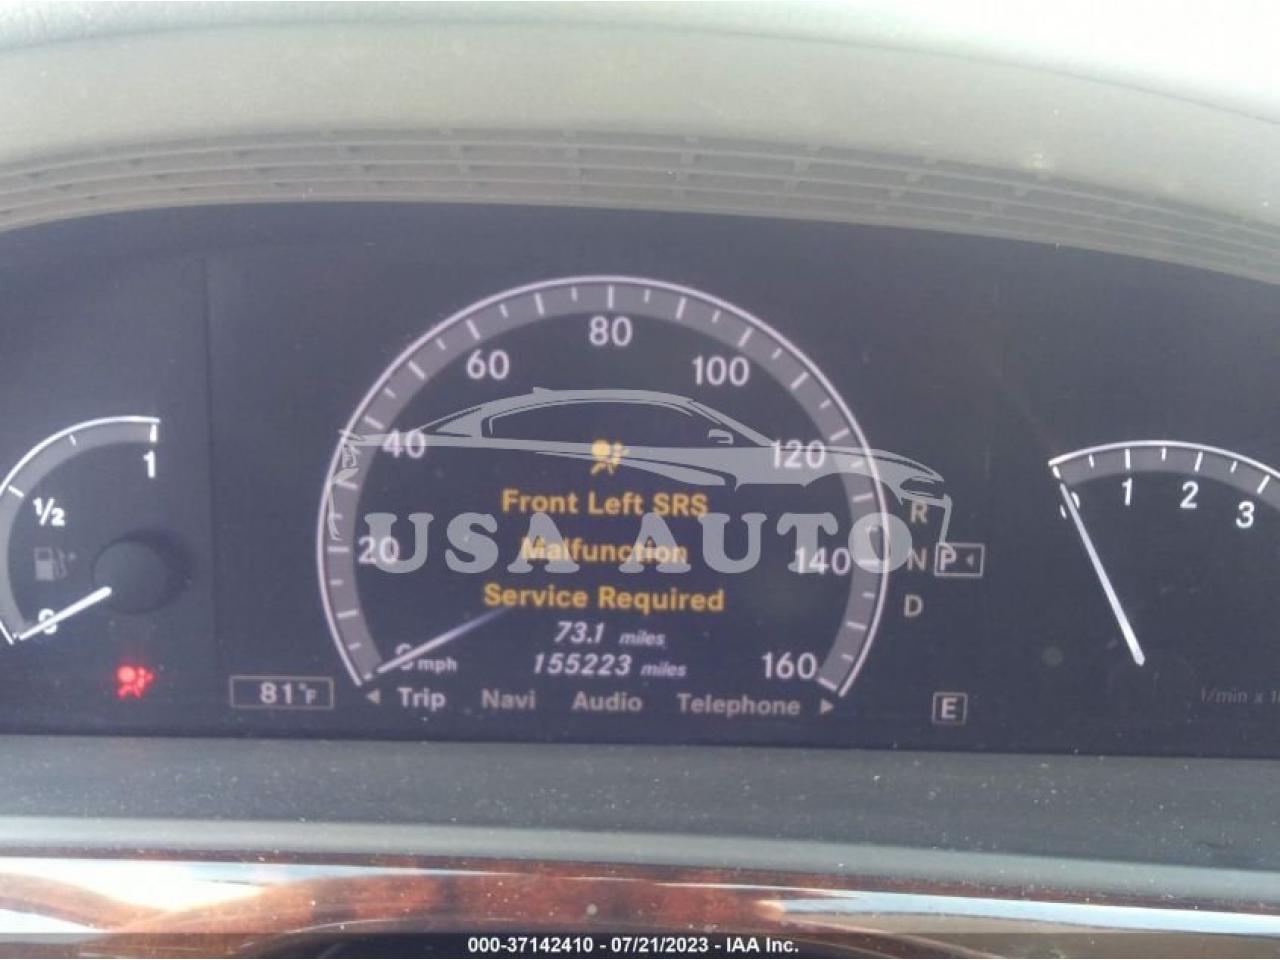 80
60
100
40
120
1
1/2
Front Left SRS
1
2
3
0
R
USA AUTO
20
Malfunction
140
N
P
Service Required
D
73.1 miles
mph
155223 miles
160
81°F
Trip Navi Audio Telephone
E
000-37142410 - 07/21/2023 - IAA Inc.